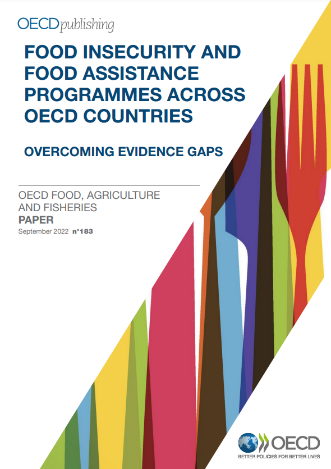 OECDpublishing
FOOD INSECURITY AND
FOOD ASSISTANCE
PROGRAMMES ACROSS
OECD COUNTRIES
OVERCOMING EVIDENCE GAPS
OECD FOOD, AGRICULTURE
AND FISHERIES
PAPER
September 2022 n°183
OECD
BETTER POLICIES FOR BETTER LIVES